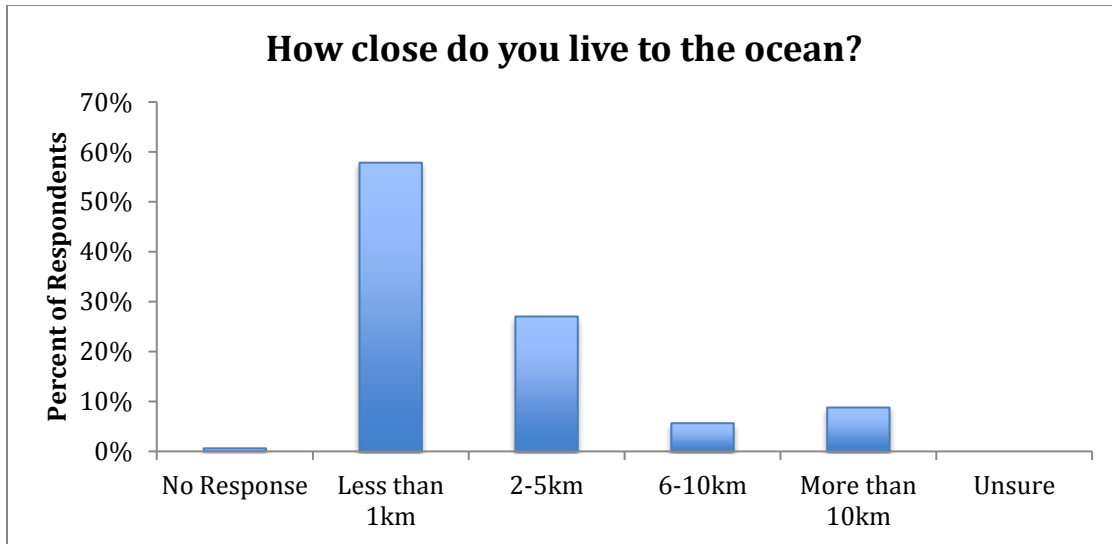 How close do you live to the ocean?
Percent of Respondents
70%
60%
50%
40%
30%
20%
10%
0%
No Response
Less than
1km
2-5km
6-10km
More than
10km
Unsure